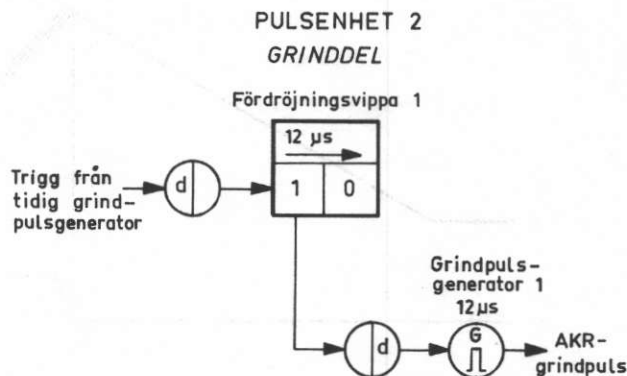 PULSENHET 2
GRINDDEL
Fördröjningsvippa 1
12 µs
1 0
Trigg från
tidig grind-
pulsgenerator
d
d
Grindpuls-
generator 1
12µs
G
AKR-
grindpuls